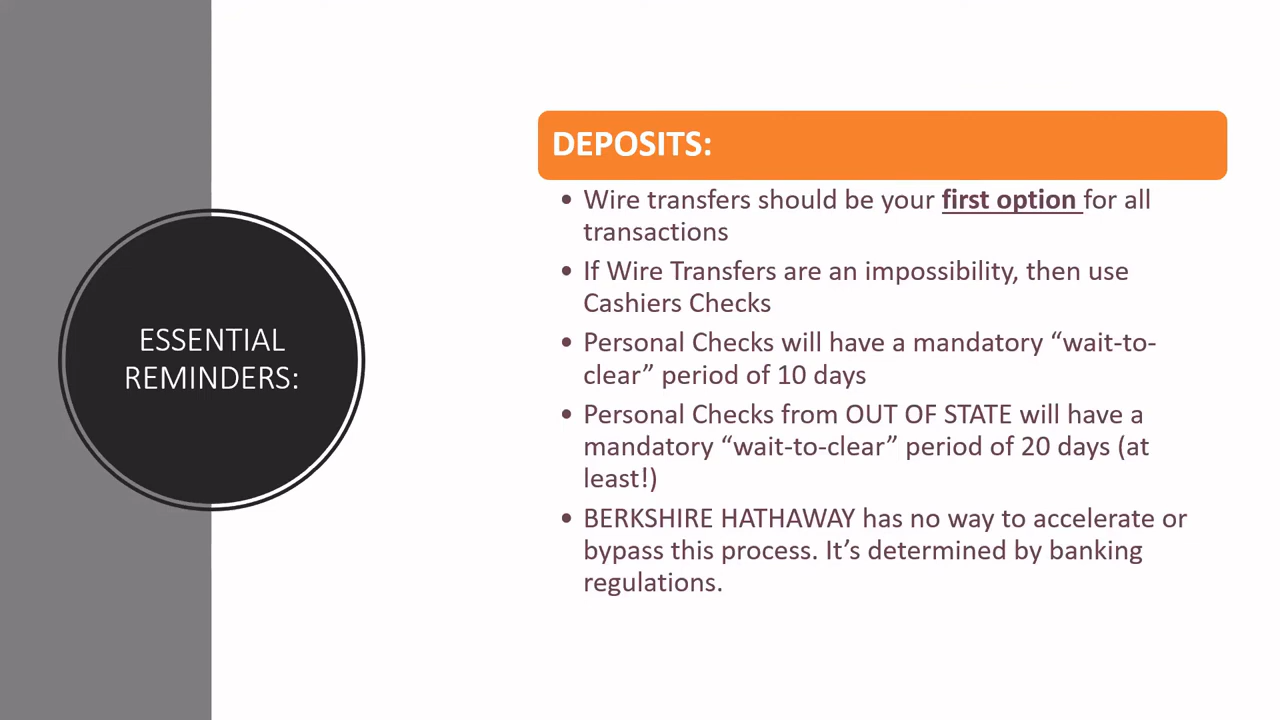 ESSENTIAL
REMINDERS:
DEPOSITS:
• Wire transfers should be your first option for all
transactions
• If Wire Transfers are an impossibility, then use
Cashiers Checks
• Personal Checks will have a mandatory “wait-to-
clear” period of 10 days
• Personal Checks from OUT OF STATE will have a
mandatory “wait-to-clear” period of 20 days (at
least!)
• BERKSHIRE HATHAWAY has no way to accelerate or
bypass this process. It’s determined by banking
regulations.